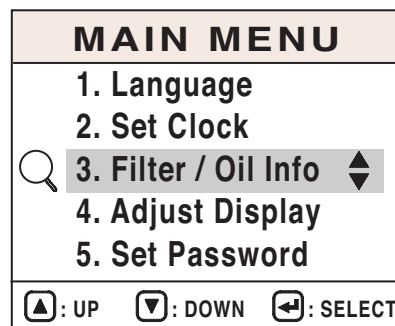 MAIN MENU
1. Language
2. Set Clock
3. Filter / Oil Info
4. Adjust Display
5. Set Password
: UP : DOWN : SELECT